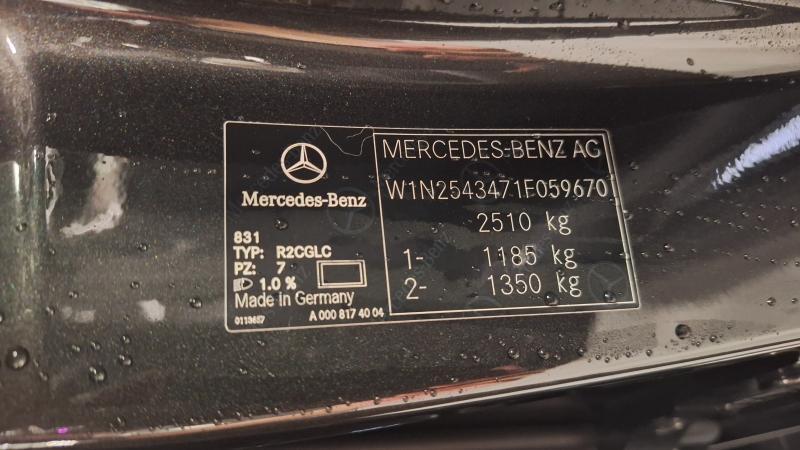 Mercedes-Benz
831
TYP: R2CGLC
PZ: 7
1.0 %
Made in Germany
0113657
A 000 817 40 04
MERCEDES-BENZ AG
W1N2543471F059670
2510 kg
1- 1185 kg
2- 1350 kg